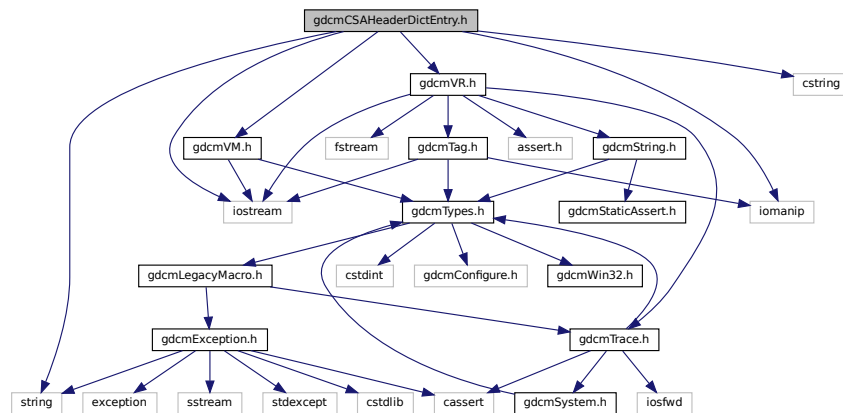 gdcmCSAHeaderDictEntry.h
gdcmVR.h
cstring
gdcmVM.h
fstream
gdcmTag.h
assert.h
gdcmString.h
iostream
gdcmTypes.h
gdcmStaticAssert.h
iomanip
gdcmLegacyMacro.h
cstdint
gdcmConfigure.h
gdcmWin32.h
gdcmException.h
gdcmTrace.h
string
exception
sstream
stdexcept
cstdlib
cassert
gdcmSystem.h
iosfwd